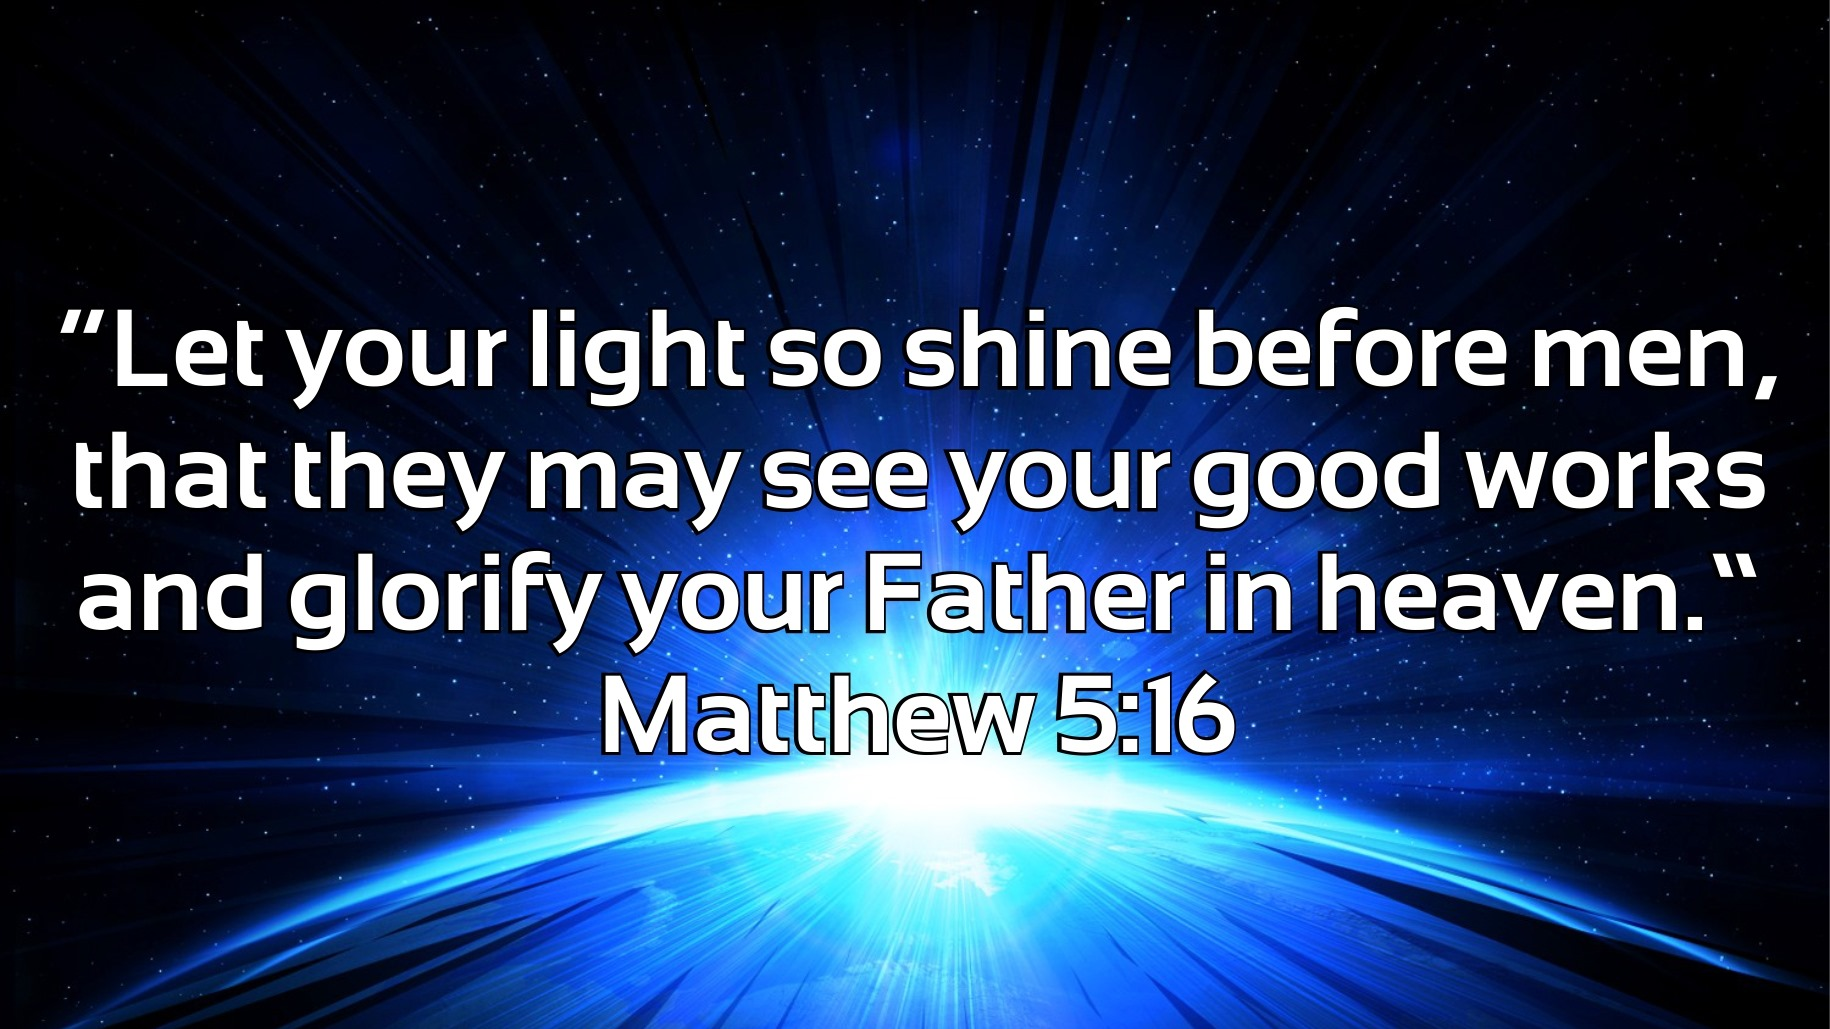 “Let your light so shine before men,
that they may see your good works
and glorify your Father in heaven.“
Matthew 5:16